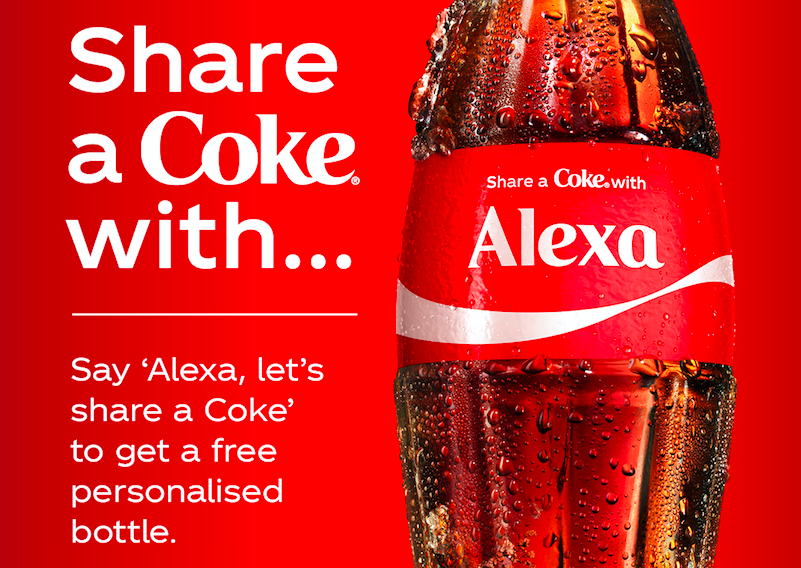 Share
a Coke®
with...
Say ‘Alexa, let’s
share a Coke’
to get a free
personalised
bottle.
Share a Coke® with
Alexa